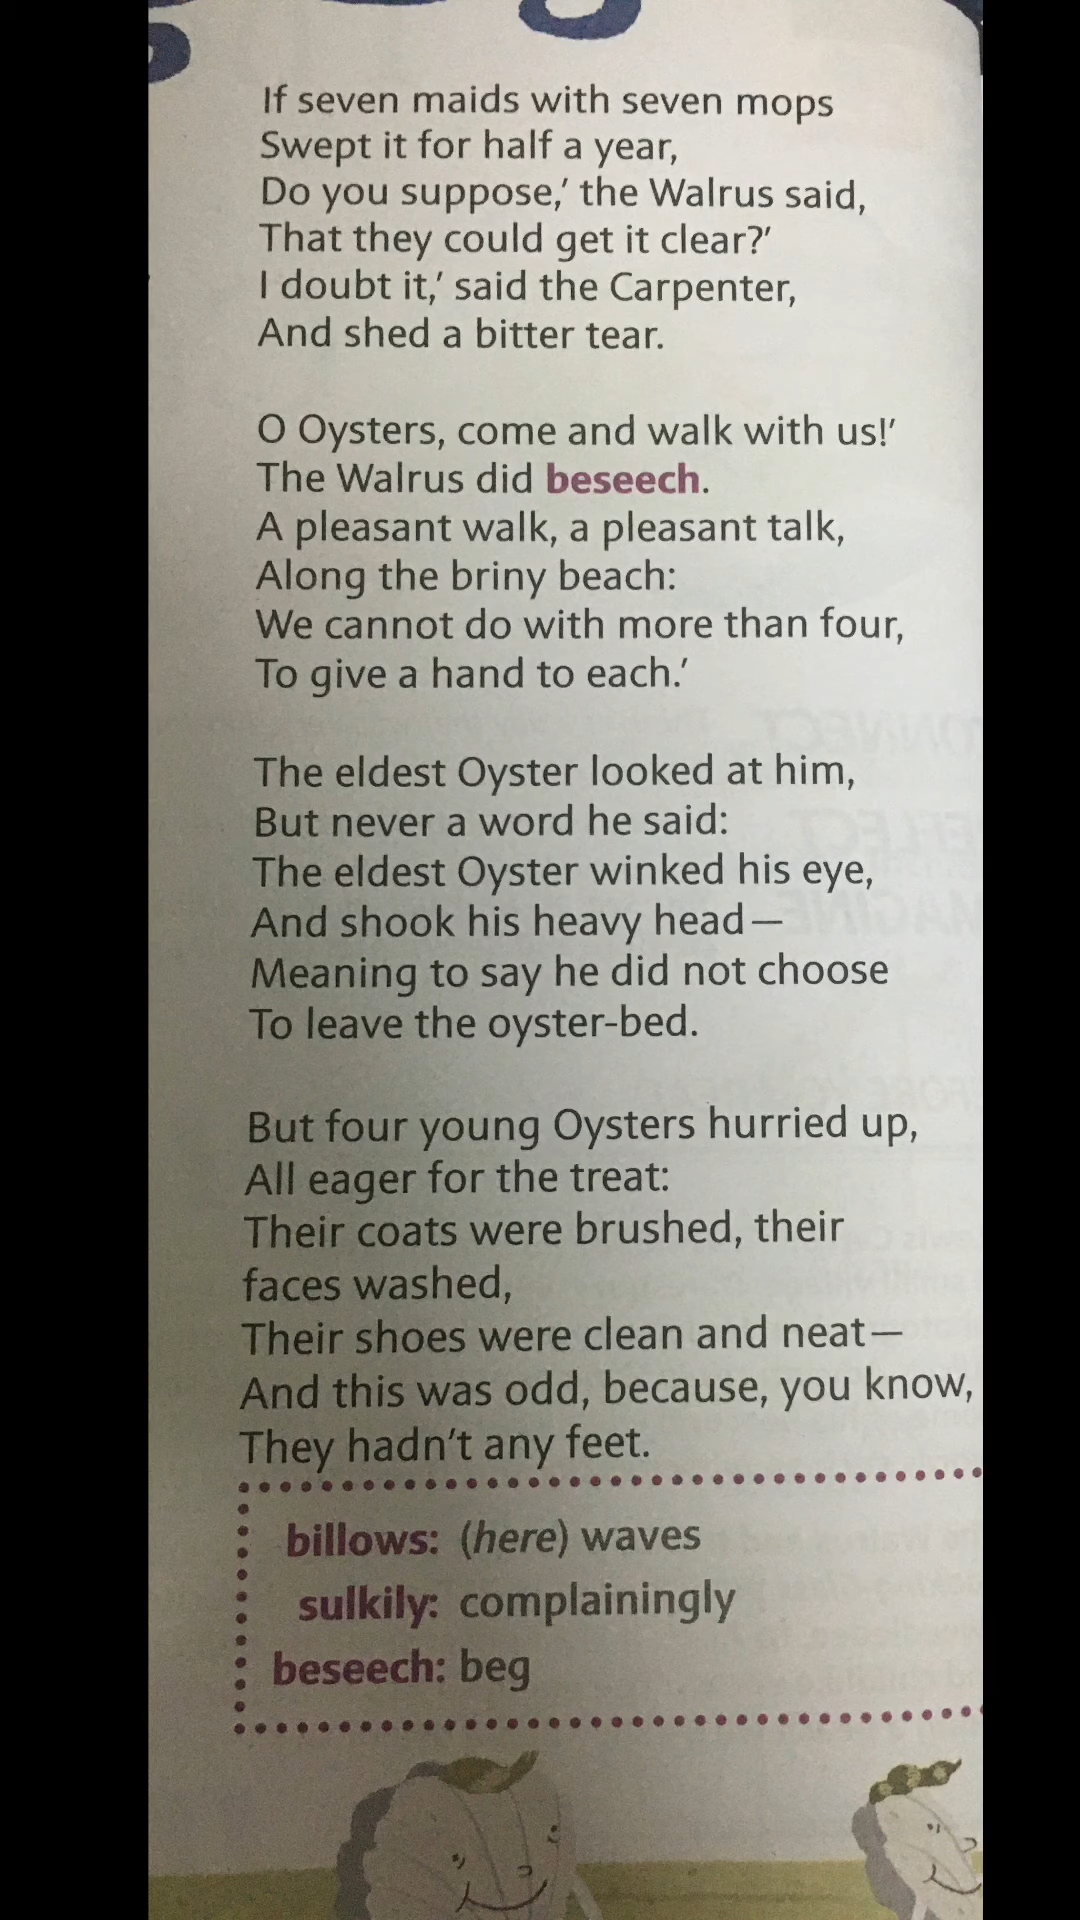 If seven maids with seven mops
Swept it for half a year,
Do you suppose,’ the Walrus said,
That they could get it clear?’
I doubt it,’ said the Carpenter,
And shed a bitter tear.
O Oysters, come and walk with us!’
The Walrus did beseech.
A pleasant walk, a pleasant talk,
Along the briny beach:
We cannot do with more than four,
To give a hand to each.’
The eldest Oyster looked at him,
But never a word he said:
The eldest Oyster winked his eye,
And shook his heavy head—
Meaning to say he did not choose
To leave the oyster-bed.
But four young Oysters hurried up,
All eager for the treat:
Their coats were brushed, their
faces washed,
Their shoes were clean and neat—
And this was odd, because, you know,
They hadn’t any feet.
billows: (here) waves
sulkily: complainingly
beseech: beg